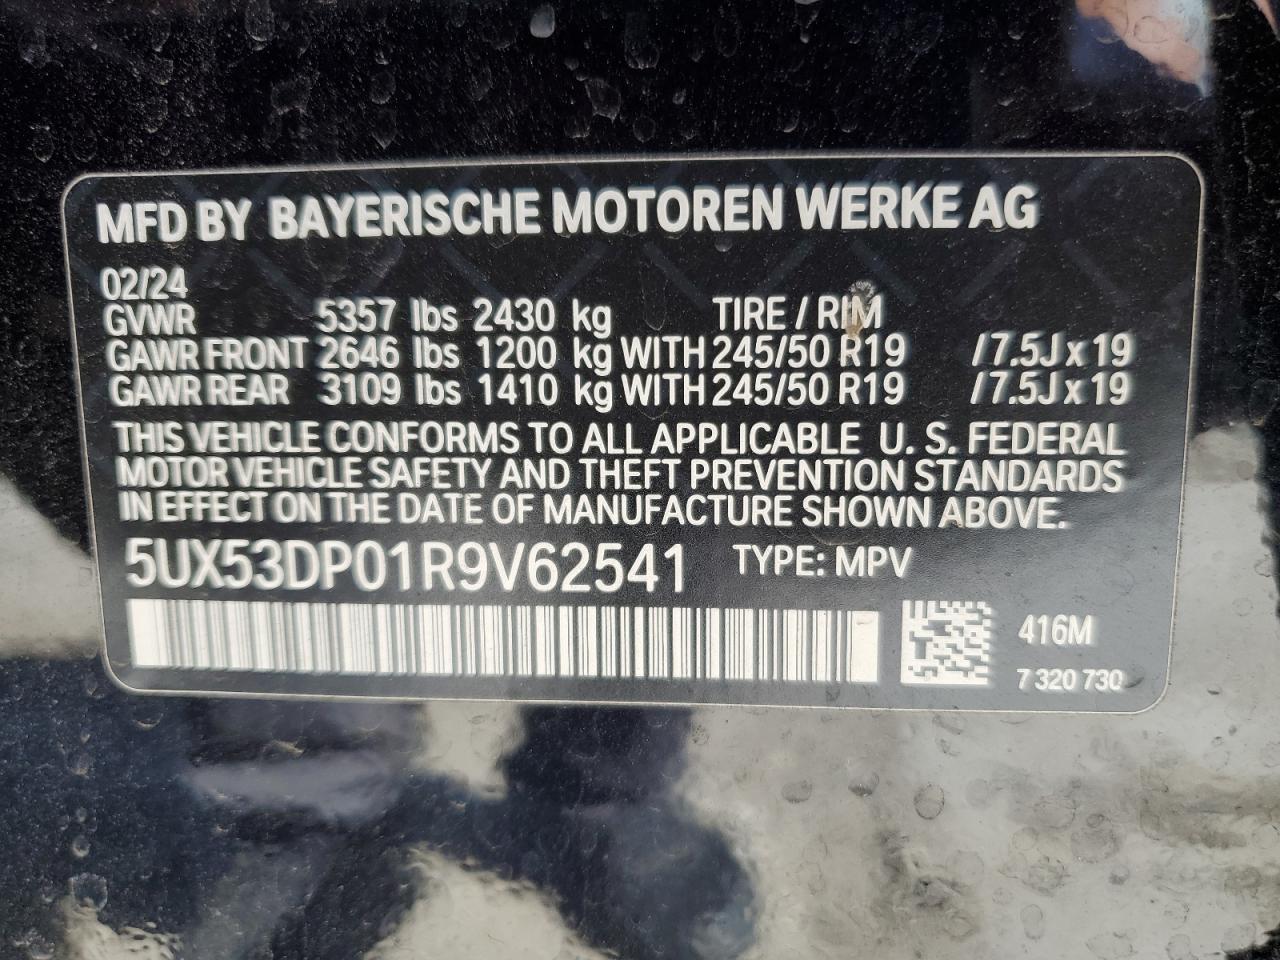 MFD BY BAYERISCHE MOTOREN WERKE AG
02/24
GVWR 5357 lbs 2430 kg TIRE / RIM
GAWR FRONT 2646 lbs 1200 kg WITH 245/50 R19 /7.5J x 19
GAWR REAR 3109 lbs 1410 kg WITH 245/50 R19 /7.5J x 19
THIS VEHICLE CONFORMS TO ALL APPLICABLE U. S. FEDERAL
MOTOR VEHICLE SAFETY AND THEFT PREVENTION STANDARDS
IN EFFECT ON THE DATE OF MANUFACTURE SHOWN ABOVE.
5UX53DP01R9V62541 TYPE: MPV
416M
7 320 730